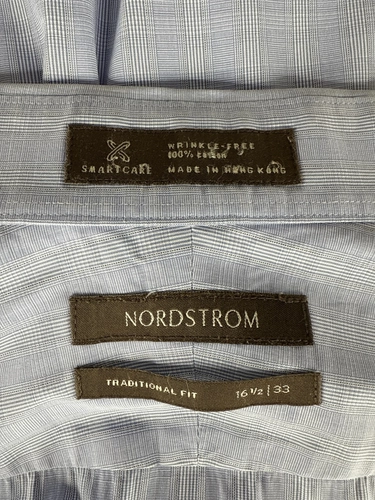 WRINKLE-FREE
100% cotton
SMARTCARE MADE IN HONG KONG
NORDSTROM
TRADITIONAL FIT 16 1/2 | 33